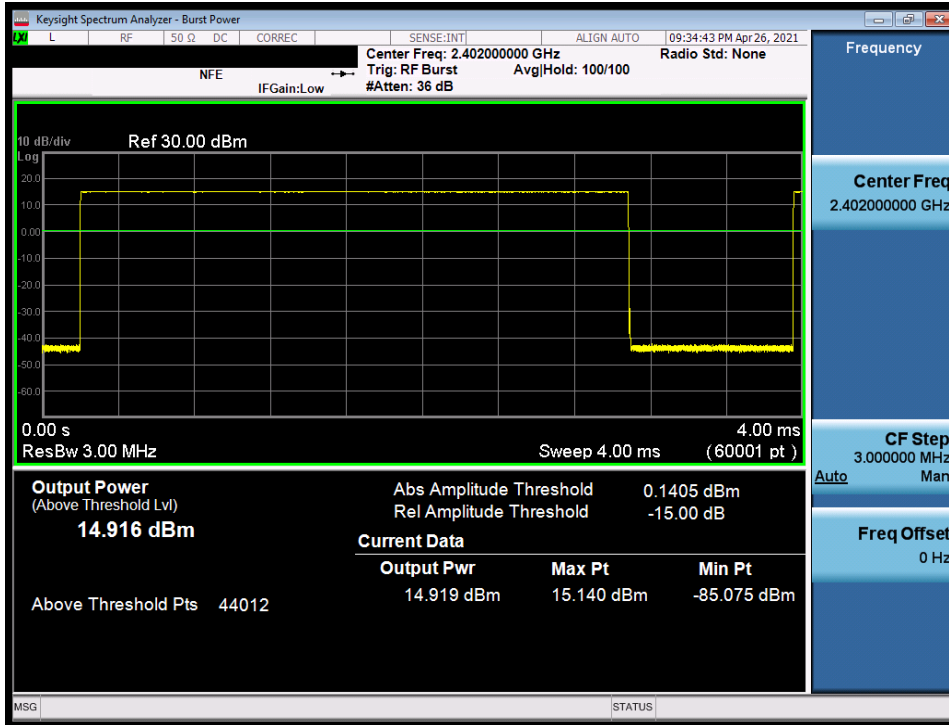 Keysight Spectrum Analyzer - Burst Power
LXI L RF 50 Ω DC CORREC SENSE:INT ALIGN AUTO 09:34:43 PM Apr 26, 2021
Center Freq: 2.402000000 GHz Radio Std: None
NFE Trig: RF Burst Avg|Hold: 100/100
IFGain:Low #Atten: 36 dB
10 dB/div Ref 30.00 dBm
Log
20.0
10.0
0.00
-10.0
-20.0
-30.0
-40.0
-50.0
-60.0
0.00 s 4.00 ms
ResBw 3.00 MHz Sweep 4.00 ms (60001 pt )
Output Power
(Above Threshold Lvl)
14.916 dBm
Above Threshold Pts 44012
Abs Amplitude Threshold 0.1405 dBm
Rel Amplitude Threshold -15.00 dB
Current Data
Output Pwr Max Pt Min Pt
14.919 dBm 15.140 dBm -85.075 dBm
Frequency
Center Freq
2.402000000 GHz
CF Step
3.000000 MHz
Auto Man
Freq Offset
0 Hz
MSG STATUS